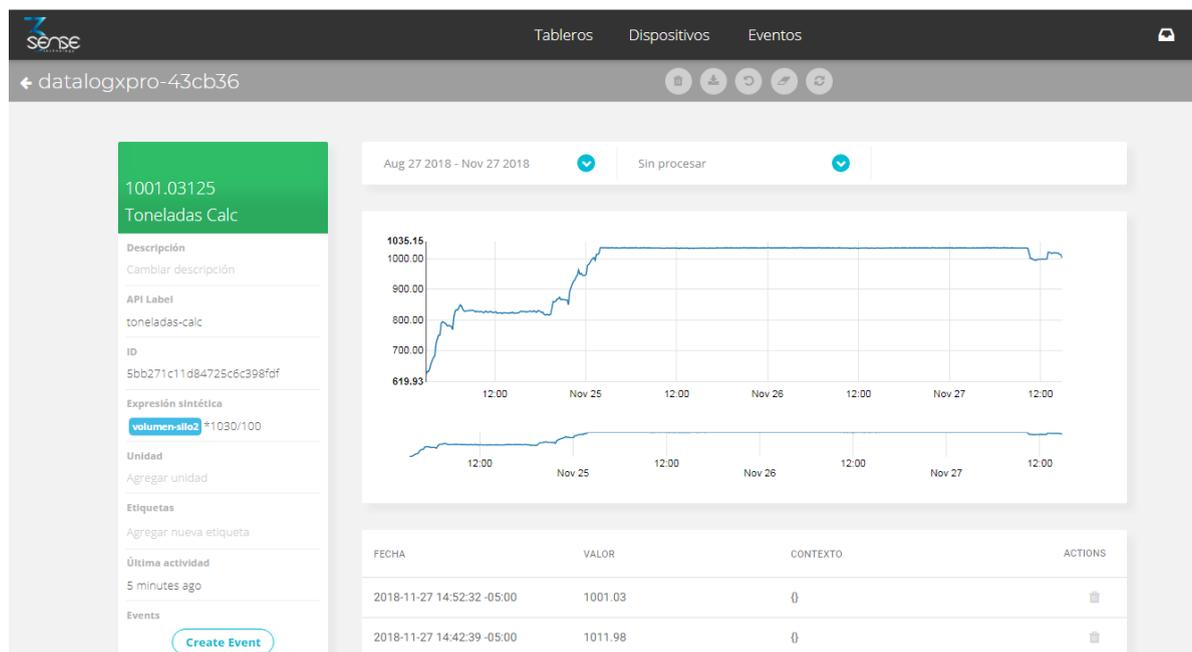 3
sense
technology
Tableros
Dispositivos
Eventos
datalogxpro-43cb36
1001.03125
Toneladas Calc
Descripción
Cambiar descripción
API Label
toneladas-calc
ID
5bb271c11d84725c6c398fdf
Expresión sintética
volumen-silo2 *1030/100
Unidad
Agregar unidad
Etiquetas
Agregar nueva etiqueta
Última actividad
5 minutes ago
Events
Create Event
Aug 27 2018 - Nov 27 2018
Sin procesar
1035.15
1000.00
900.00
800.00
700.00
619.93
12:00 Nov 25 12:00 Nov 26 12:00 Nov 27 12:00
12:00 Nov 25 12:00 Nov 26 12:00 Nov 27 12:00
FECHA VALOR CONTEXTO ACTIONS
2018-11-27 14:52:32 -05:00 1001.03 {}
2018-11-27 14:42:39 -05:00 1011.98 {}